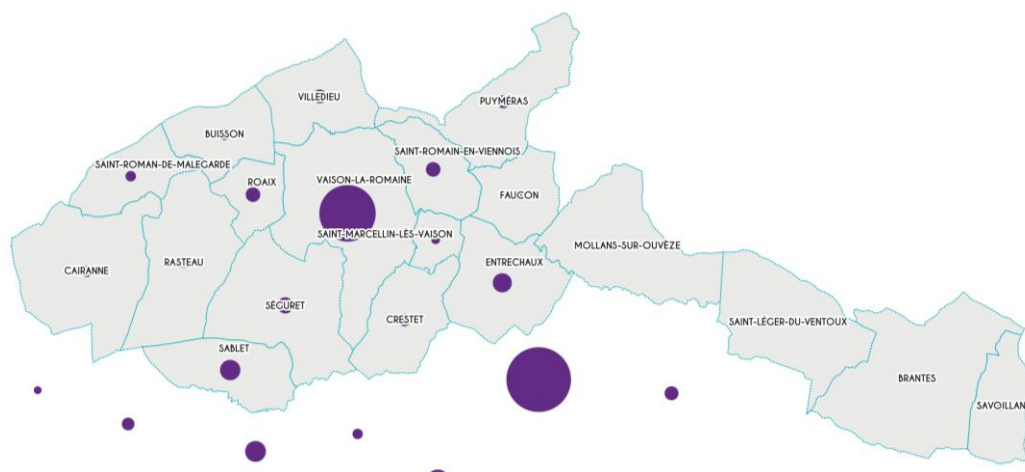 VILLEDIEU
PUYMÉRAS
BUISSON
SAINT-ROMAIN-EN-VIENNOIS
SAINT-ROMAN-DE-MALEGARDE
ROAIX
VAISON-LA-ROMAINE
FAUCON
SAINT-MARCELLIN-LÈS-VAISON
MOLLANS-SUR-OUVÈZE
CAIRANNE
RASTEAU
ENTRECHAUX
SÉGURET
CRESTET
SAINT-LÉGER-DU-VENTOUX
SABLET
BRANTES
SAVOILLAN